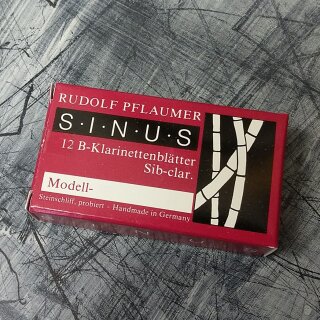 RUDOLF PFLAUMER
S·I·N·U·S
12 B-Klarinettenblätter
Sib-clar.
Modell-
Steinschliff, probiert - Handmade in Germany